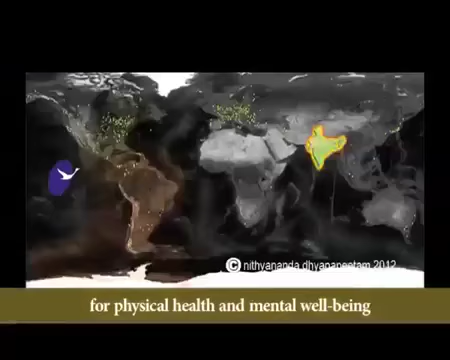 © nithyananda dhyanapeetam 2012
for physical health and mental well-being